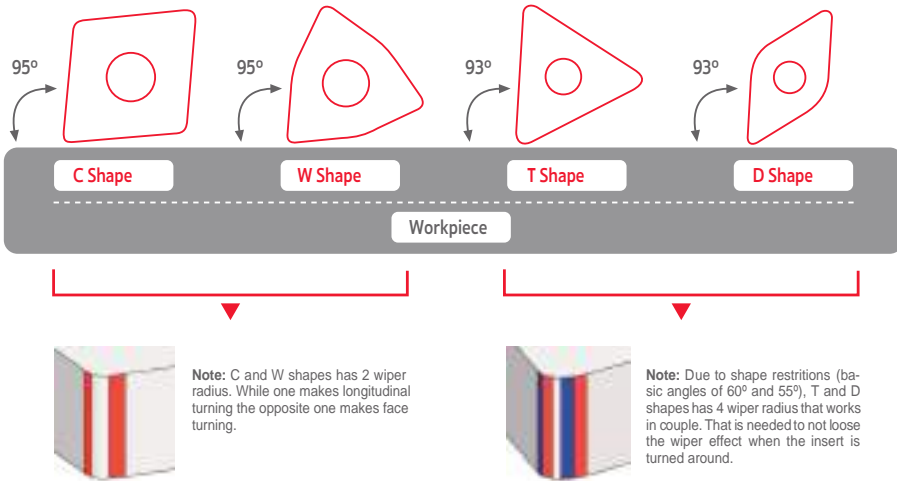 95º
95º
93º
93º
C Shape
W Shape
T Shape
D Shape
Workpiece
Note: C and W shapes has 2 wiper
radius. While one makes longitudinal
turning the opposite one makes face
turning.
Note: Due to shape restritions (ba-
sic angles of 60º and 55º), T and D
shapes has 4 wiper radius that works
in couple. That is needed to not loose
the wiper effect when the insert is
turned around.